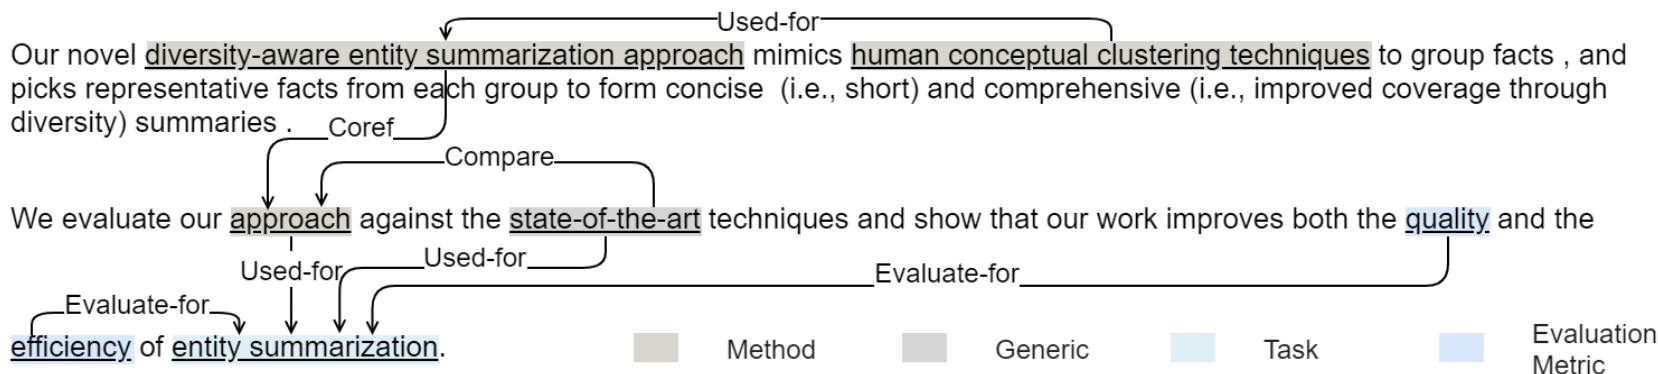 Used-for
Our novel diversity-aware entity summarization approach mimics human conceptual clustering techniques to group facts , and
picks representative facts from each group to form concise (i.e., short) and comprehensive (i.e., improved coverage through
diversity) summaries .
Coref
Compare
We evaluate our approach against the state-of-the-art techniques and show that our work improves both the quality and the
Used-for
Used-for
Evaluate-for
Evaluate-for
efficiency of entity summarization.
Method
Generic
Task
Evaluation
Metric